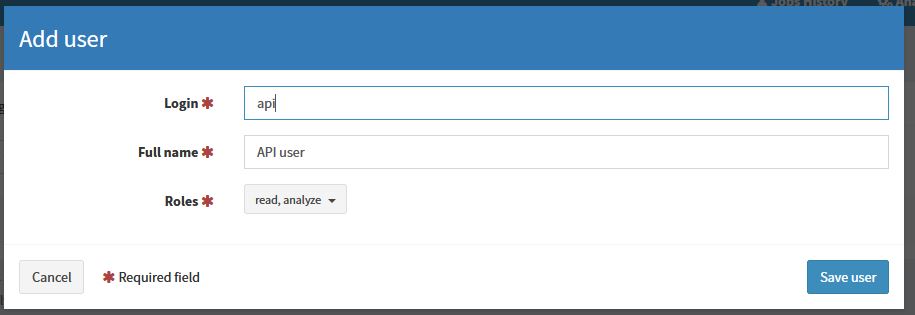 Jobs History
Add user
Login ✱ api
Full name ✱ API user
Roles ✱ read, analyze
Cancel ✱ Required field Save user